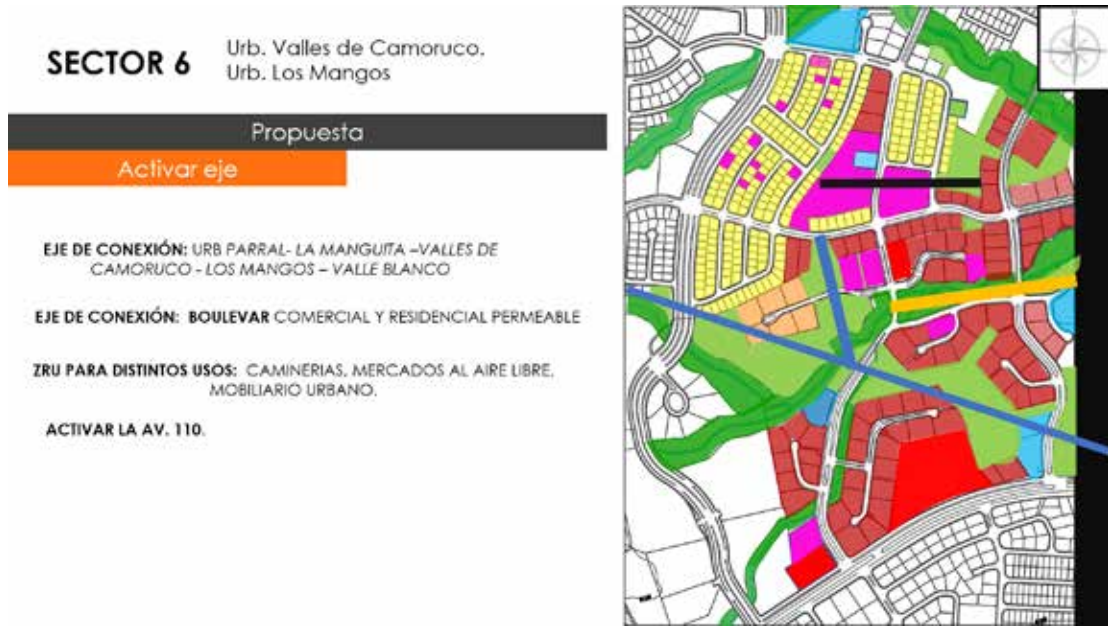 SECTOR 6
Urb. Valles de Camoruco.
Urb. Los Mangos
Propuesta
Activar eje
EJE DE CONEXIÓN: URB PARRAL- LA MANGUITA –VALLES DE
CAMORUCO - LOS MANGOS – VALLE BLANCO
EJE DE CONEXIÓN: BOULEVAR COMERCIAL Y RESIDENCIAL PERMEABLE
ZRU PARA DISTINTOS USOS: CAMINERIAS, MERCADOS AL AIRE LIBRE,
MOBILIARIO URBANO.
ACTIVAR LA AV. 110.